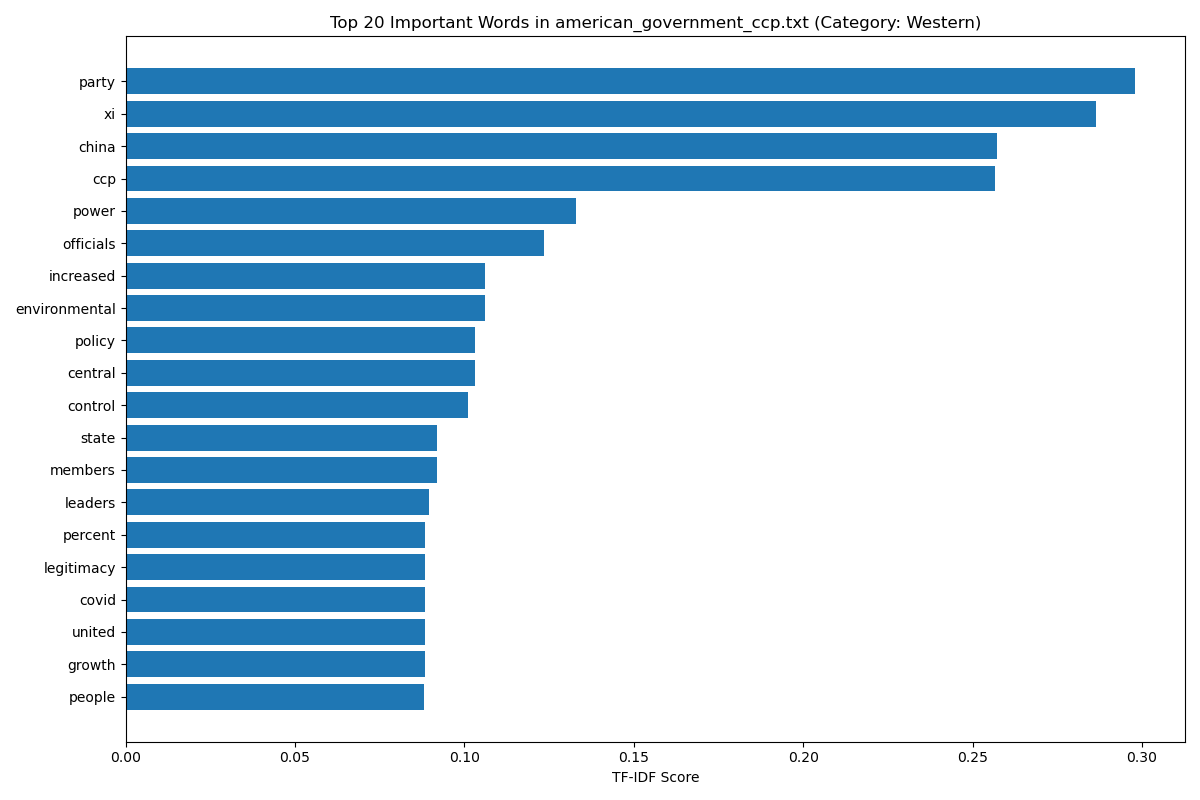 Top 20 Important Words in american_government_ccp.txt (Category: Western)
party
xi
china
ccp
power
officials
increased
environmental
policy
central
control
state
members
leaders
percent
legitimacy
covid
united
growth
people
0.00 0.05 0.10 0.15 0.20 0.25 0.30
TF-IDF Score